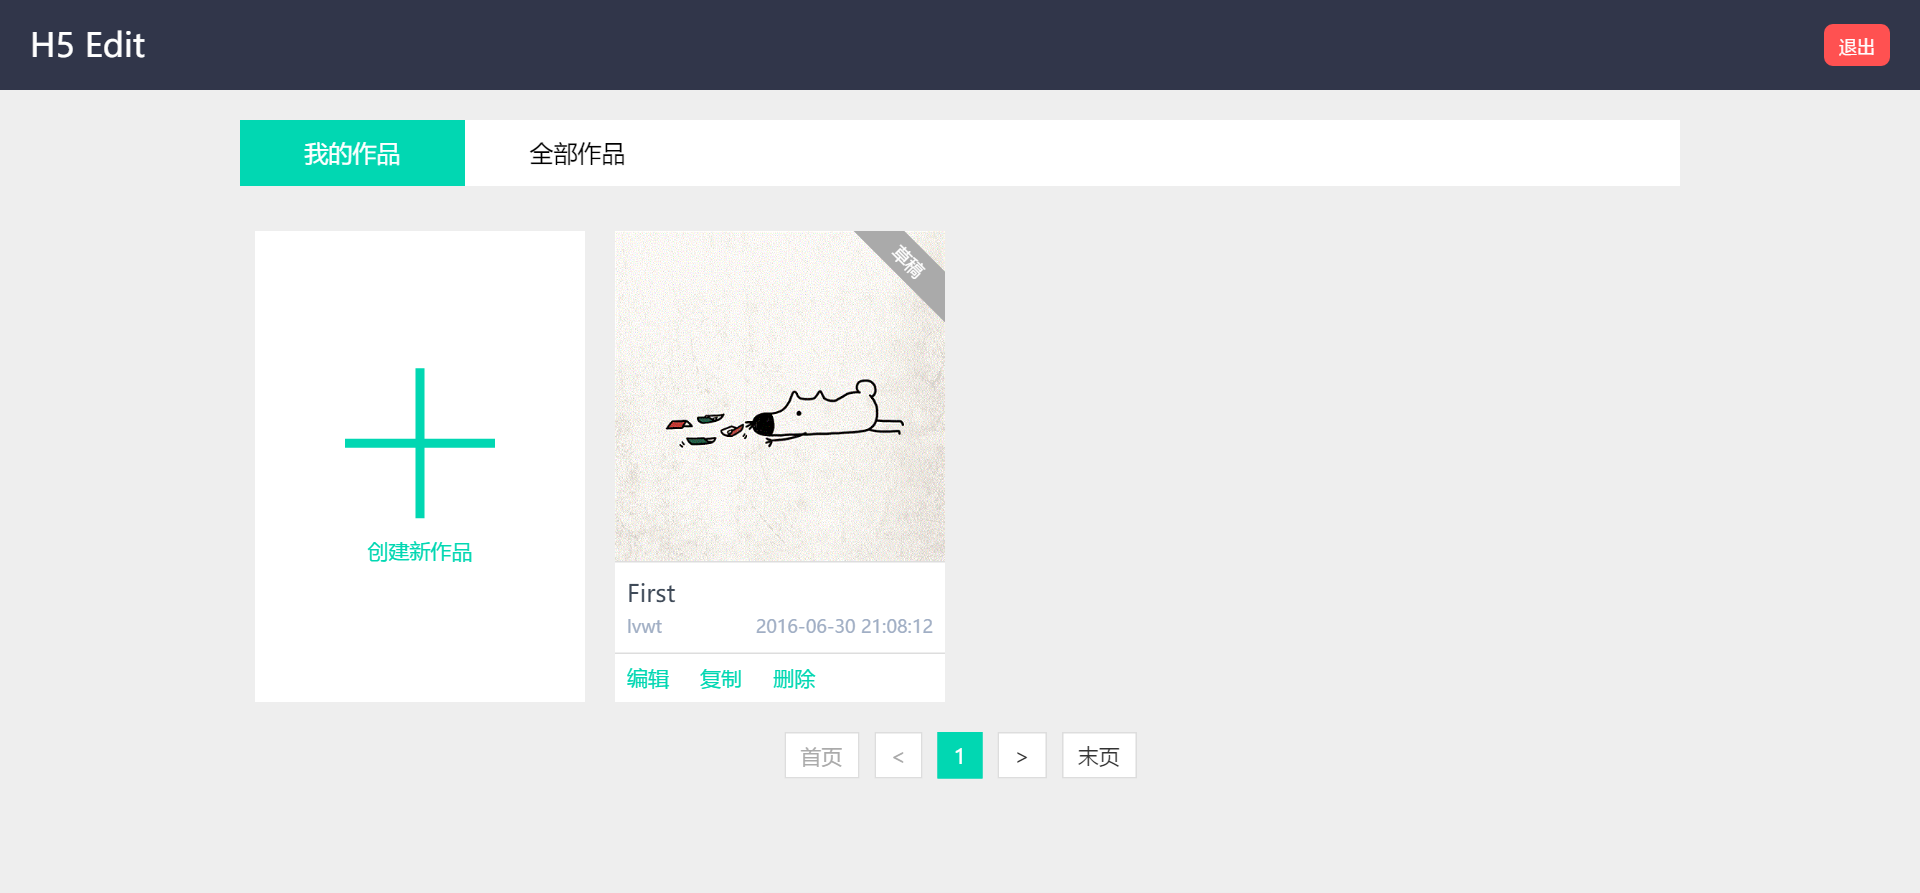 H5 Edit
退出
我的作品 全部作品
草稿
创建新作品
First
lvwt 2016-06-30 21:08:12
编辑 复制 删除
首页 < 1 > 末页